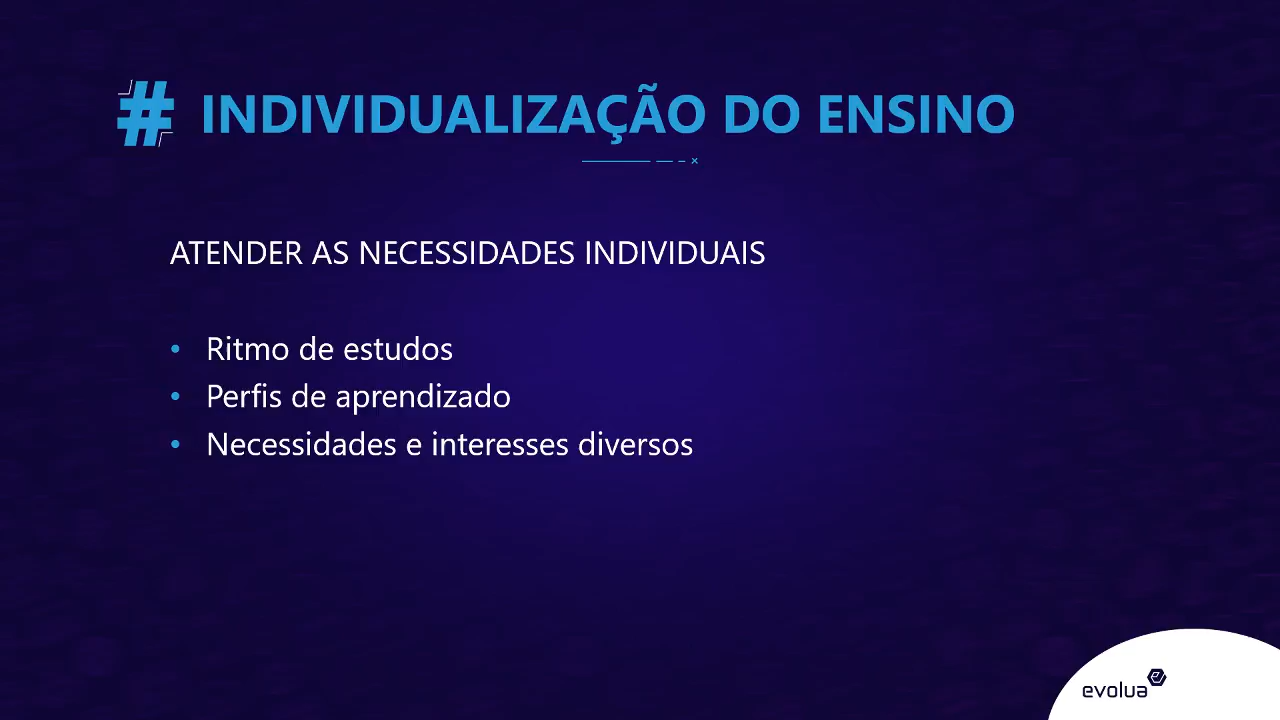 # INDIVIDUALIZAÇÃO DO ENSINO
ATENDER AS NECESSIDADES INDIVIDUAIS
• Ritmo de estudos
• Perfis de aprendizado
• Necessidades e interesses diversos
evolua